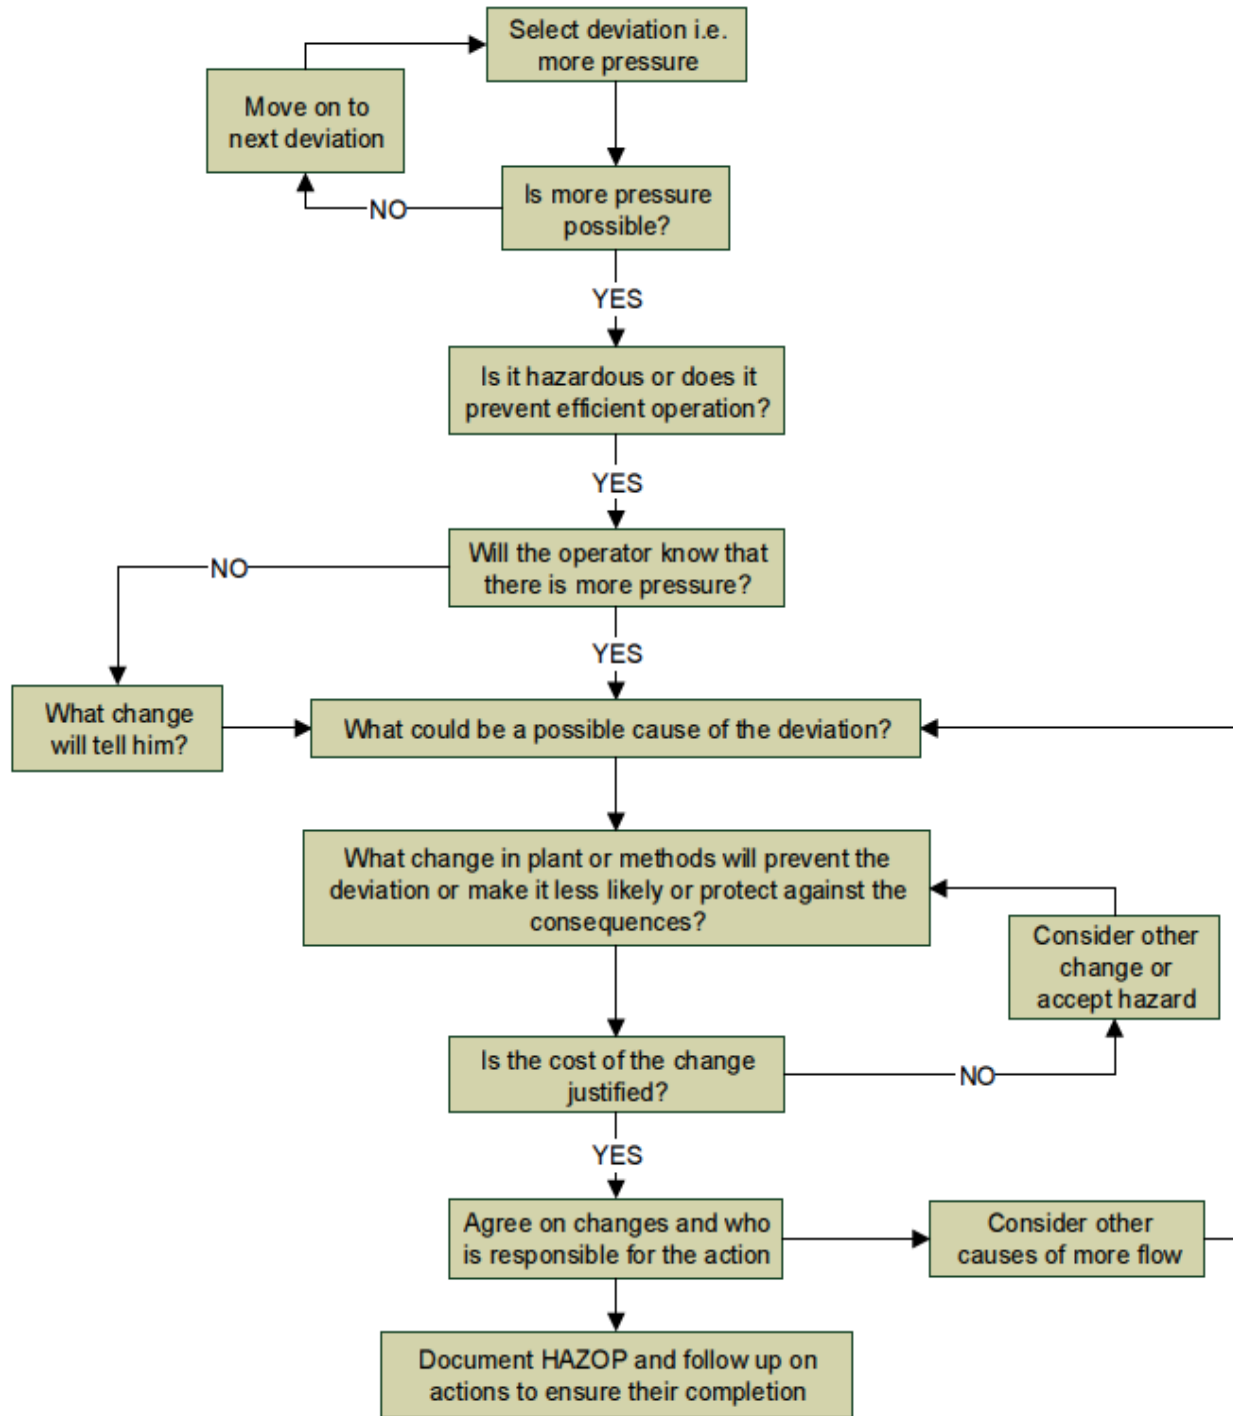 Select deviation i.e.
more pressure
Move on to
next deviation
Is more pressure
possible?
NO
YES
Is it hazardous or does it
prevent efficient operation?
YES
Will the operator know that
there is more pressure?
NO
YES
What change
will tell him?
What could be a possible cause of the deviation?
What change in plant or methods will prevent the
deviation or make it less likely or protect against the
consequences?
Consider other
change or
accept hazard
Is the cost of the change
justified?
NO
YES
Agree on changes and who
is responsible for the action
Consider other
causes of more flow
Document HAZOP and follow up on
actions to ensure their completion